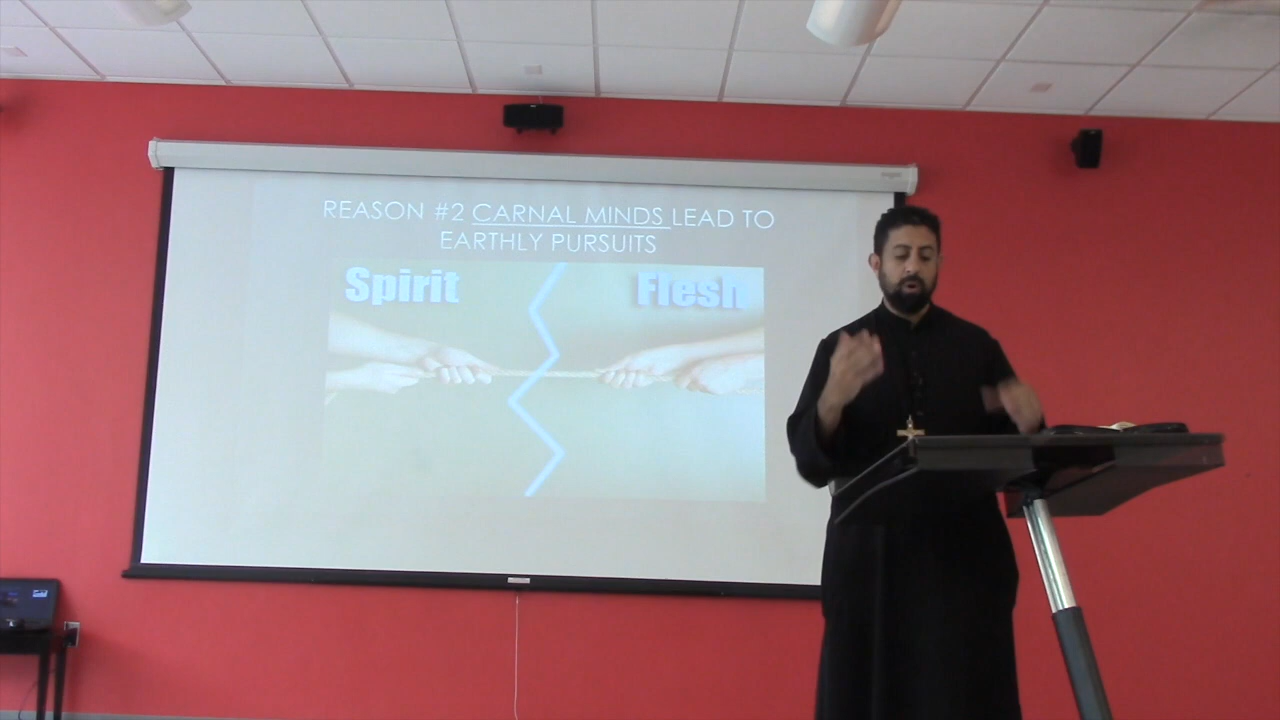 REASON #2 CARNAL MINDS LEAD TO
EARTHLY PURSUITS
Spirit
Flesh